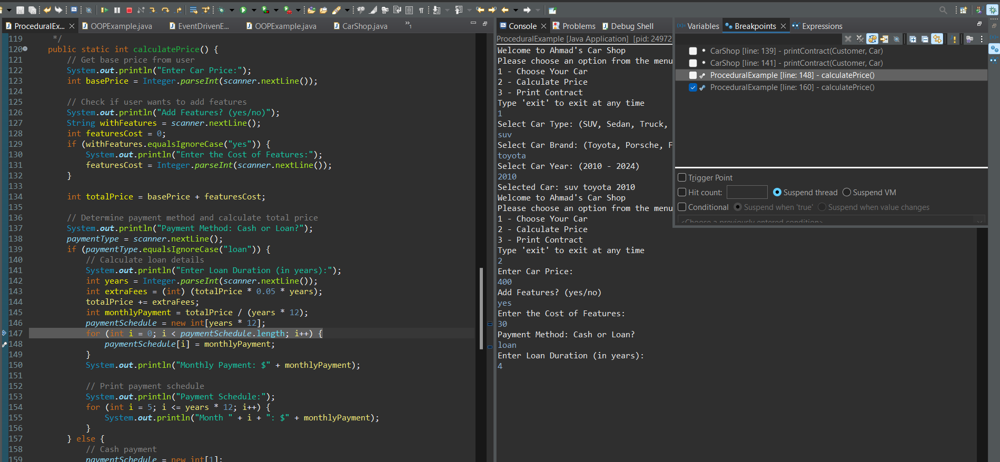 ProceduralEx... OOPExample.java EventDrivenE... OOPExample.java CarShop.java »1
119 */
120 public static int calculatePrice() {
121 // Get base price from user
122 System.out.println("Enter Car Price:");
123 int basePrice = Integer.parseInt(scanner.nextLine());
124
125 // Check if user wants to add features
126 System.out.println("Add Features? (yes/no)");
127 String withFeatures = scanner.nextLine();
128 int featuresCost = 0;
129 if (withFeatures.equalsIgnoreCase("yes")) {
130 System.out.println("Enter the Cost of Features:");
131 featuresCost = Integer.parseInt(scanner.nextLine());
132 }
133
134 int totalPrice = basePrice + featuresCost;
135
136 // Determine payment method and calculate total price
137 System.out.println("Payment Method: Cash or Loan?");
138 paymentType = scanner.nextLine();
139 if (paymentType.equalsIgnoreCase("loan")) {
140 // Calculate loan details
141 System.out.println("Enter Loan Duration (in years):");
142 int years = Integer.parseInt(scanner.nextLine());
143 int extraFees = (int) (totalPrice * 0.05 * years);
144 totalPrice += extraFees;
145 int monthlyPayment = totalPrice / (years * 12);
146 paymentSchedule = new int[years * 12];
147 for (int i = 0; i < paymentSchedule.length; i++) {
148 paymentSchedule[i] = monthlyPayment;
149 }
150 System.out.println("Monthly Payment: $" + monthlyPayment);
151
152 // Print payment schedule
153 System.out.println("Payment Schedule:");
154 for (int i = 5; i <= years * 12; i++) {
155 System.out.println("Month " + i + ": $" + monthlyPayment);
156 }
157 } else {
158 // Cash payment
159 paymentSchedule = new int[1];
Console Problems Debug Shell
ProceduralExample [Java Application] [pid: 24972
Welcome to Ahmad's Car Shop
Please choose an option from the menu
1 - Choose Your Car
2 - Calculate Price
3 - Print Contract
Type 'exit' to exit at any time
1
Select Car Type: (SUV, Sedan, Truck,
suv
Select Car Brand: (Toyota, Porsche, F
toyota
Select Car Year: (2010 - 2024)
2010
Selected Car: suv toyota 2010
Welcome to Ahmad's Car Shop
Please choose an option from the menu
1 - Choose Your Car
2 - Calculate Price
3 - Print Contract
Type 'exit' to exit at any time
2
Enter Car Price:
400
Add Features? (yes/no)
yes
Enter the Cost of Features:
30
Payment Method: Cash or Loan?
loan
Enter Loan Duration (in years):
4
(x)= Variables Breakpoints Expressions
CarShop [line: 139] - printContract(Customer, Car)
CarShop [line: 141] - printContract(Customer, Car)
ProceduralExample [line: 148] - calculatePrice()
ProceduralExample [line: 160] - calculatePrice()
Trigger Point
Hit count: Suspend thread Suspend VM
Conditional Suspend when 'true' Suspend when value changes
<Choose a previously entered condition>